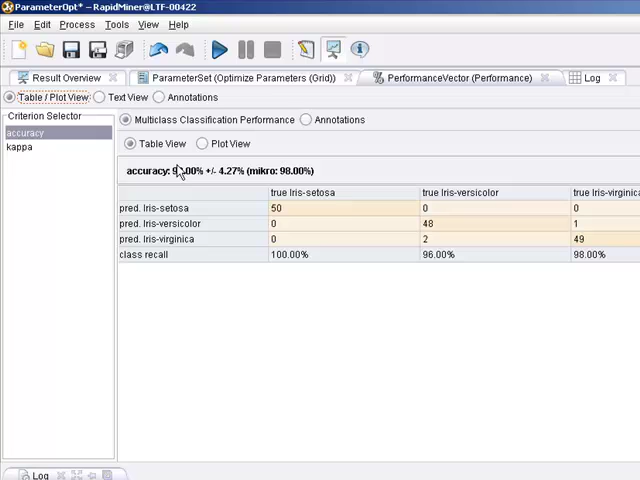 ParameterOpt* – RapidMiner@LTF-00422
File Edit Process Tools View Help
Result Overview ParameterSet (Optimize Parameters (Grid)) PerformanceVector (Performance) Log
Table / Plot View Text View Annotations
Criterion Selector
accuracy
kappa
Multiclass Classification Performance Annotations
Table View Plot View
accuracy: +/- 4.27% (mikro: 98.00%)
true Iris-setosa true Iris-versicolor true Iris-virginica
pred. Iris-setosa 50 0 0
pred. Iris-versicolor 0 48 1
pred. Iris-virginica 0 2 49
class recall 100.00% 96.00% 98.00%
Log